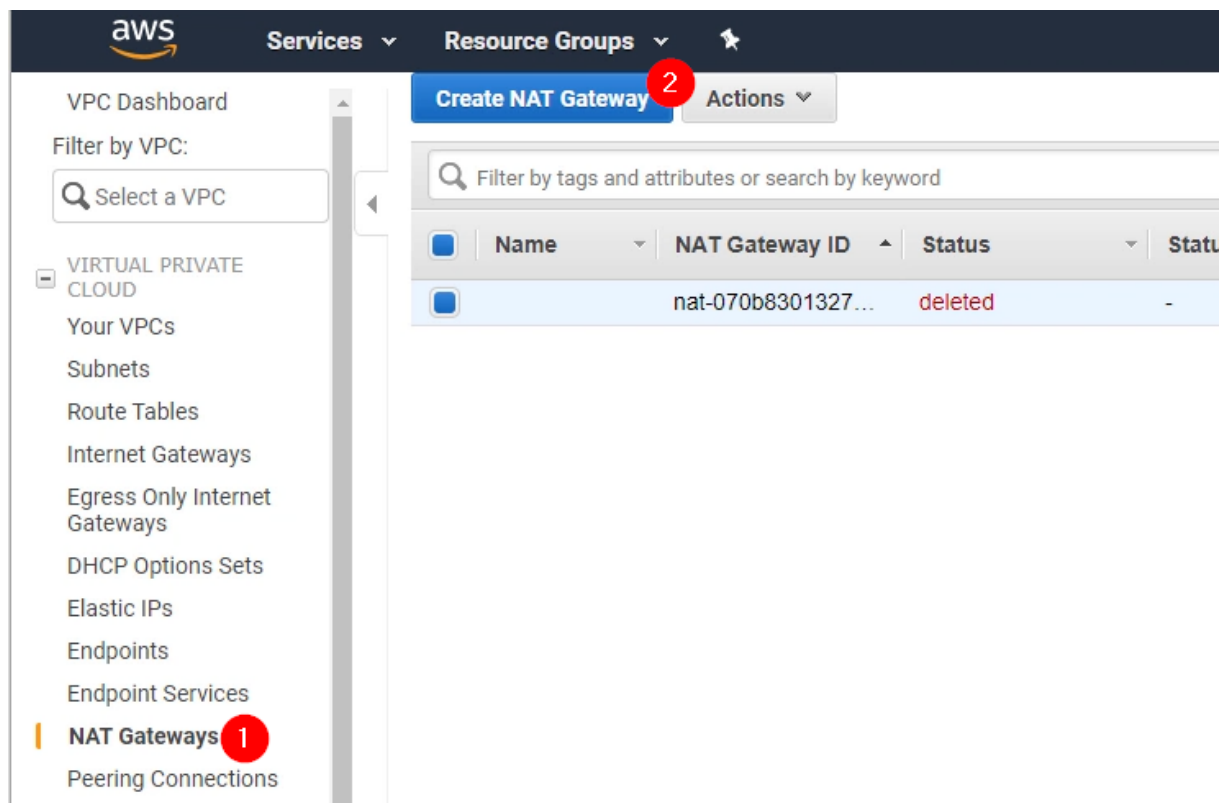 aws Services Resource Groups
VPC Dashboard
Filter by VPC:
Select a VPC
VIRTUAL PRIVATE
CLOUD
Your VPCs
Subnets
Route Tables
Internet Gateways
Egress Only Internet
Gateways
DHCP Options Sets
Elastic IPs
Endpoints
Endpoint Services
NAT Gateways 1
Peering Connections
Create NAT Gateway 2 Actions
Filter by tags and attributes or search by keyword
Name NAT Gateway ID Status Statu
nat-070b8301327... deleted -